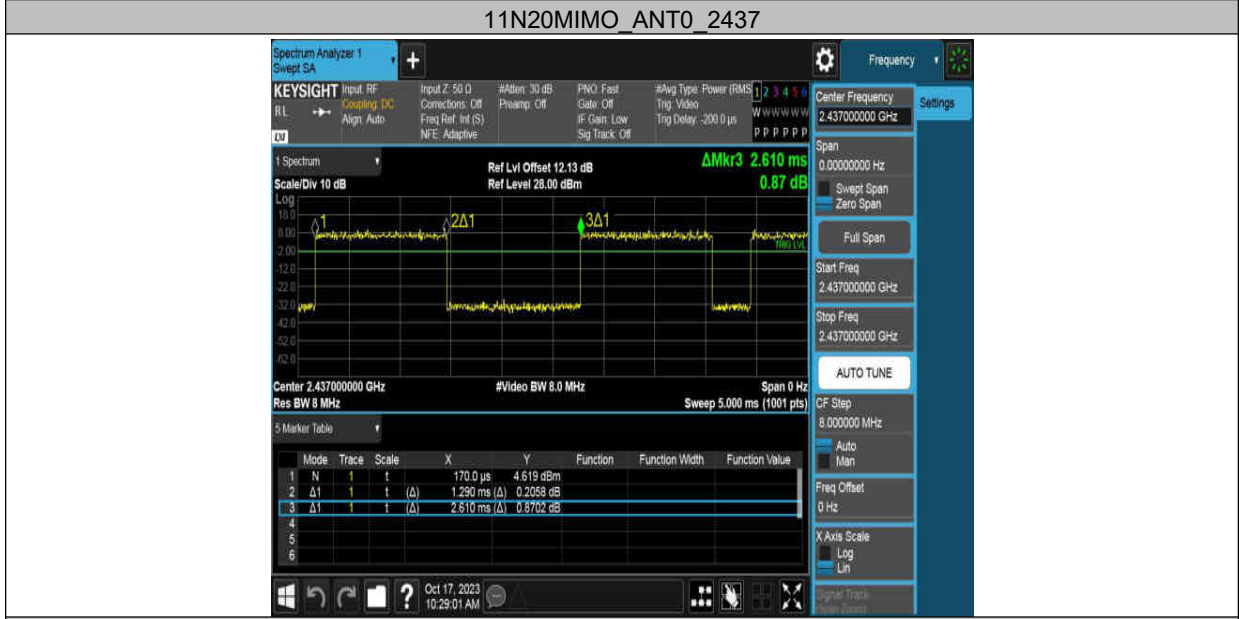 11N20MIMO_ANT0_2437
Spectrum Analyzer 1
Swept SA
+
Frequency
KEYSIGHT
RL
LXI
Input: RF
Coupling: DC
Align: Auto
Input Z: 50 Ω
Corrections: Off
Freq Ref: Int (S)
NFE: Adaptive
#Atten: 30 dB
Preamp: Off
PNO: Fast
Gate: Off
IF Gain: Low
Sig Track: Off
#Avg Type: Power (RMS
Trig: Video
Trig Delay: -200.0 µs
1 2 3 4 5 6
W W W W W W
P P P P P P
Center Frequency
2.437000000 GHz
Settings
1 Spectrum
Scale/Div 10 dB
Ref Lvl Offset 12.13 dB
Ref Level 28.00 dBm
ΔMkr3 2.610 ms
0.87 dB
Span
0.00000000 Hz
Swept Span
Zero Span
Full Span
Log
18.0
8.00
-2.00
-12.0
-22.0
-32.0
-42.0
-52.0
-62.0
1
2Δ1
3Δ1
TRIG LVL
Start Freq
2.437000000 GHz
Stop Freq
2.437000000 GHz
AUTO TUNE
Center 2.437000000 GHz
#Video BW 8.0 MHz
Span 0 Hz
Res BW 8 MHz
Sweep 5.000 ms (1001 pts)
CF Step
8.000000 MHz
Auto
Man
5 Marker Table
Mode Trace Scale X Y Function Function Width Function Value
1 N 1 t 170.0 µs 4.619 dBm
2 Δ1 1 t (Δ) 1.290 ms (Δ) 0.2058 dB
3 Δ1 1 t (Δ) 2.610 ms (Δ) 0.8702 dB
4
5
6
Freq Offset
0 Hz
X Axis Scale
Log
Lin
Signal Track
(Span Zoom)
?
Oct 17, 2023
10:29:01 AM